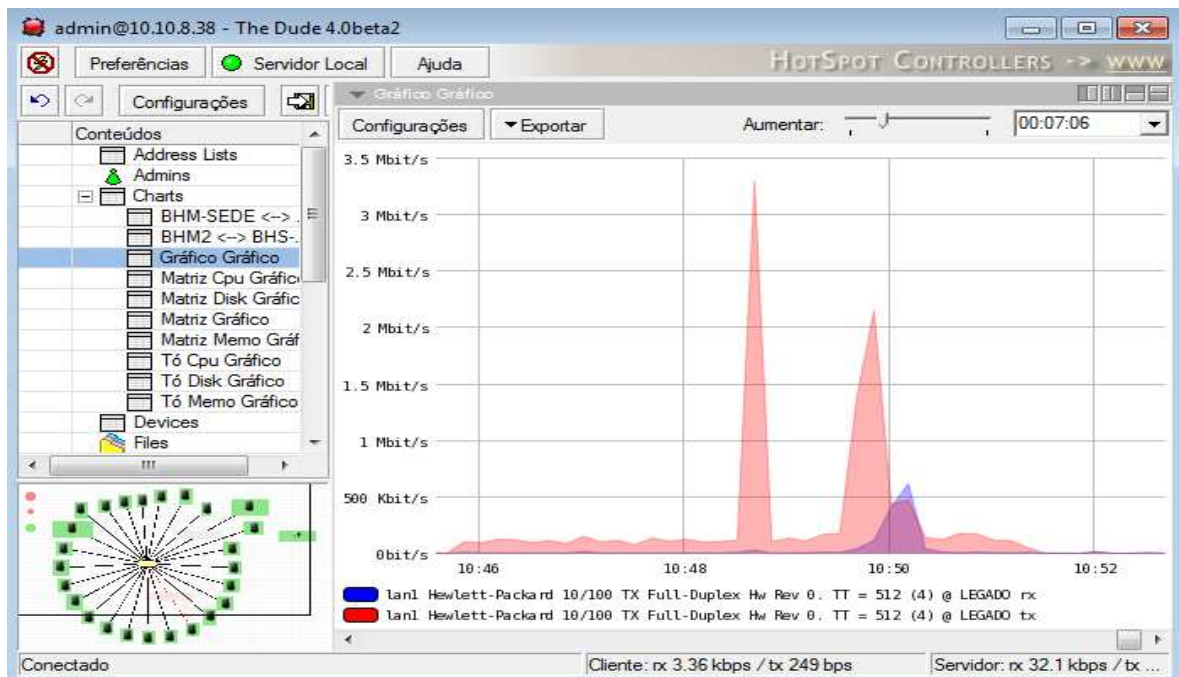 admin@10.10.8.38 - The Dude 4.0beta2
Preferências
Servidor Local
Ajuda
HotSpot Controllers -> www
Configurações
Gráfico Gráfico
Configurações
Exportar
Aumentar:
00:07:06
Conteúdos
Address Lists
Admins
Charts
BHM-SEDE <--> .
BHM2 <--> BHS-.
Gráfico Gráfico
Matriz Cpu Gráfic
Matriz Disk Gráfic
Matriz Gráfico
Matriz Memo Gráf
Tó Cpu Gráfico
Tó Disk Gráfico
Tó Memo Gráfico
Devices
Files
3.5 Mbit/s
3 Mbit/s
2.5 Mbit/s
2 Mbit/s
1.5 Mbit/s
1 Mbit/s
500 Kbit/s
0bit/s
10:46 10:48 10:50 10:52
lan1 Hewlett-Packard 10/100 TX Full-Duplex Hw Rev 0. TT = 512 (4) @ LEGADO rx
lan1 Hewlett-Packard 10/100 TX Full-Duplex Hw Rev 0. TT = 512 (4) @ LEGADO tx
Conectado
Cliente: rx 3.36 kbps / tx 249 bps
Servidor: rx 32.1 kbps / tx ...